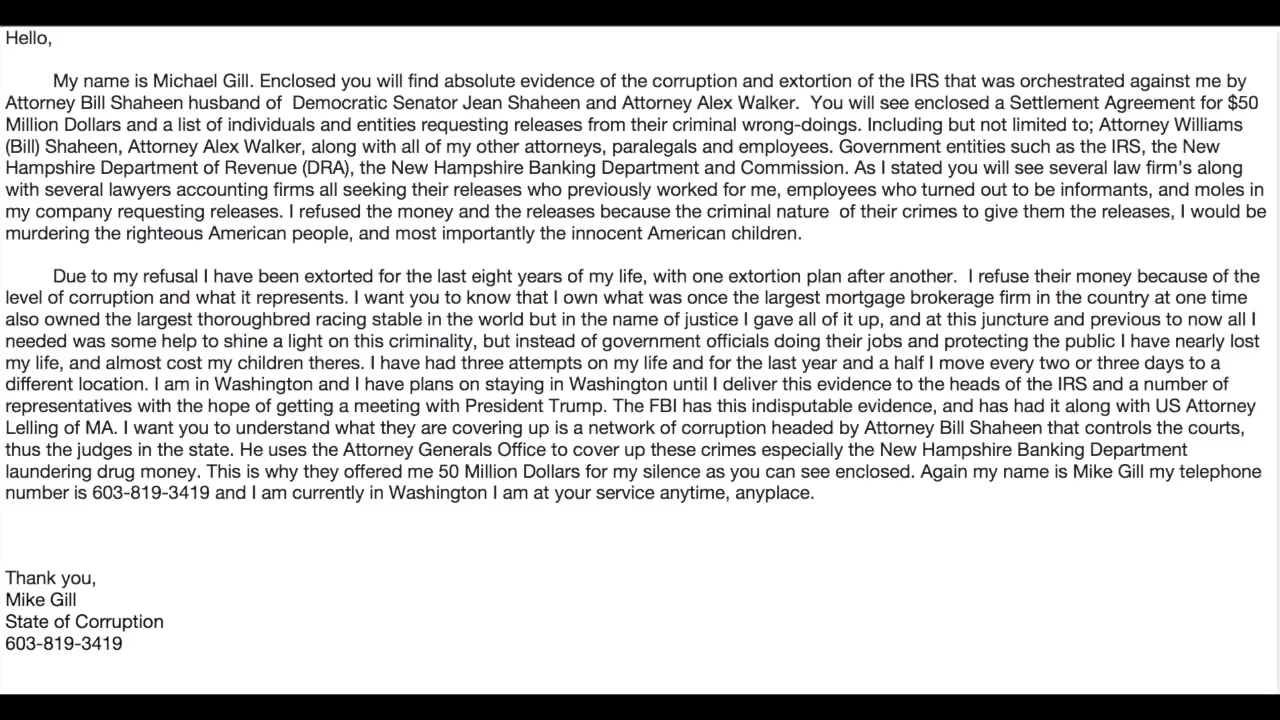 Hello,
My name is Michael Gill. Enclosed you will find absolute evidence of the corruption and extortion of the IRS that was orchestrated against me by
Attorney Bill Shaheen husband of  Democratic Senator Jean Shaheen and Attorney Alex Walker.  You will see enclosed a Settlement Agreement for $50
Million Dollars and a list of individuals and entities requesting releases from their criminal wrong-doings. Including but not limited to; Attorney Williams
(Bill) Shaheen, Attorney Alex Walker, along with all of my other attorneys, paralegals and employees. Government entities such as the IRS, the New
Hampshire Department of Revenue (DRA), the New Hampshire Banking Department and Commission. As I stated you will see several law firm's along
with several lawyers accounting firms all seeking their releases who previously worked for me, employees who turned out to be informants, and moles in
my company requesting releases. I refused the money and the releases because the criminal nature  of their crimes to give them the releases, I would be
murdering the righteous American people, and most importantly the innocent American children.
Due to my refusal I have been extorted for the last eight years of my life, with one extortion plan after another.  I refuse their money because of the
level of corruption and what it represents. I want you to know that I own what was once the largest mortgage brokerage firm in the country at one time
also owned the largest thoroughbred racing stable in the world but in the name of justice I gave all of it up, and at this juncture and previous to now all I
needed was some help to shine a light on this criminality, but instead of government officials doing their jobs and protecting the public I have nearly lost
my life, and almost cost my children theres. I have had three attempts on my life and for the last year and a half I move every two or three days to a
different location. I am in Washington and I have plans on staying in Washington until I deliver this evidence to the heads of the IRS and a number of
representatives with the hope of getting a meeting with President Trump. The FBI has this indisputable evidence, and has had it along with US Attorney
Lelling of MA. I want you to understand what they are covering up is a network of corruption headed by Attorney Bill Shaheen that controls the courts,
thus the judges in the state. He uses the Attorney Generals Office to cover up these crimes especially the New Hampshire Banking Department
laundering drug money. This is why they offered me 50 Million Dollars for my silence as you can see enclosed. Again my name is Mike Gill my telephone
number is 603-819-3419 and I am currently in Washington I am at your service anytime, anyplace.
Thank you,
Mike Gill
State of Corruption
603-819-3419